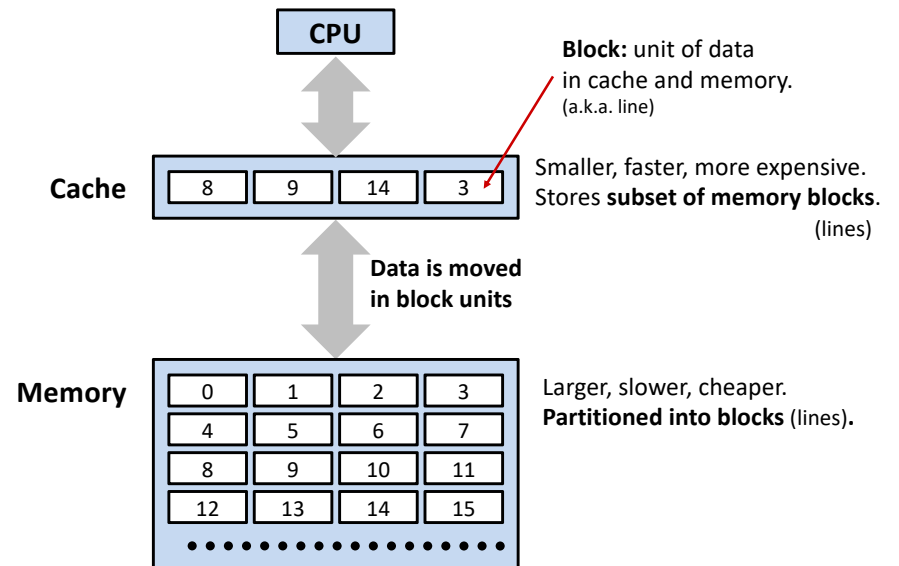 CPU
Block: unit of data
in cache and memory.
(a.k.a. line)
Cache
8 9 14 3
Smaller, faster, more expensive.
Stores subset of memory blocks.
(lines)
Data is moved
in block units
Memory
0 1 2 3
4 5 6 7
8 9 10 11
12 13 14 15
Larger, slower, cheaper.
Partitioned into blocks (lines).